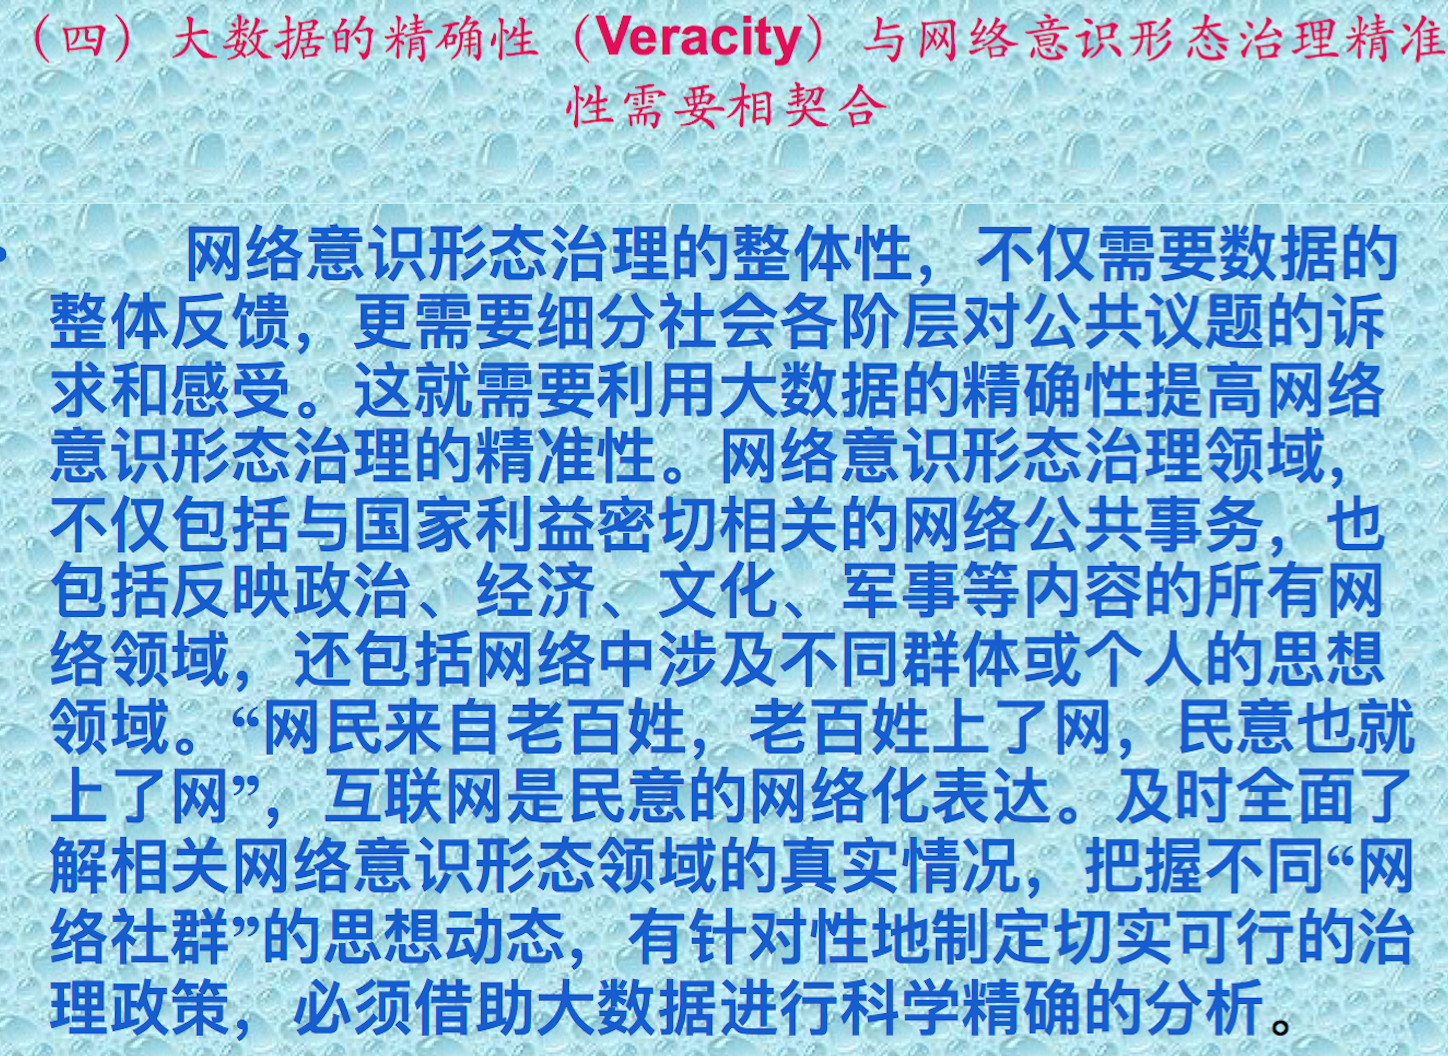 （四）大数据的精确性（Veracity）与网络意识形态治理精准
性需要相契合
• 网络意识形态治理的整体性，不仅需要数据的
整体反馈，更需要细分社会各阶层对公共议题的诉
求和感受。这就需要利用大数据的精确性提高网络
意识形态治理的精准性。网络意识形态治理领域，
不仅包括与国家利益密切相关的网络公共事务，也
包括反映政治、经济、文化、军事等内容的所有网
络领域，还包括网络中涉及不同群体或个人的思想
领域。“网民来自老百姓，老百姓上了网，民意也就
上了网”，互联网是民意的网络化表达。及时全面了
解相关网络意识形态领域的真实情况，把握不同“网
络社群”的思想动态，有针对性地制定切实可行的治
理政策，必须借助大数据进行科学精确的分析。